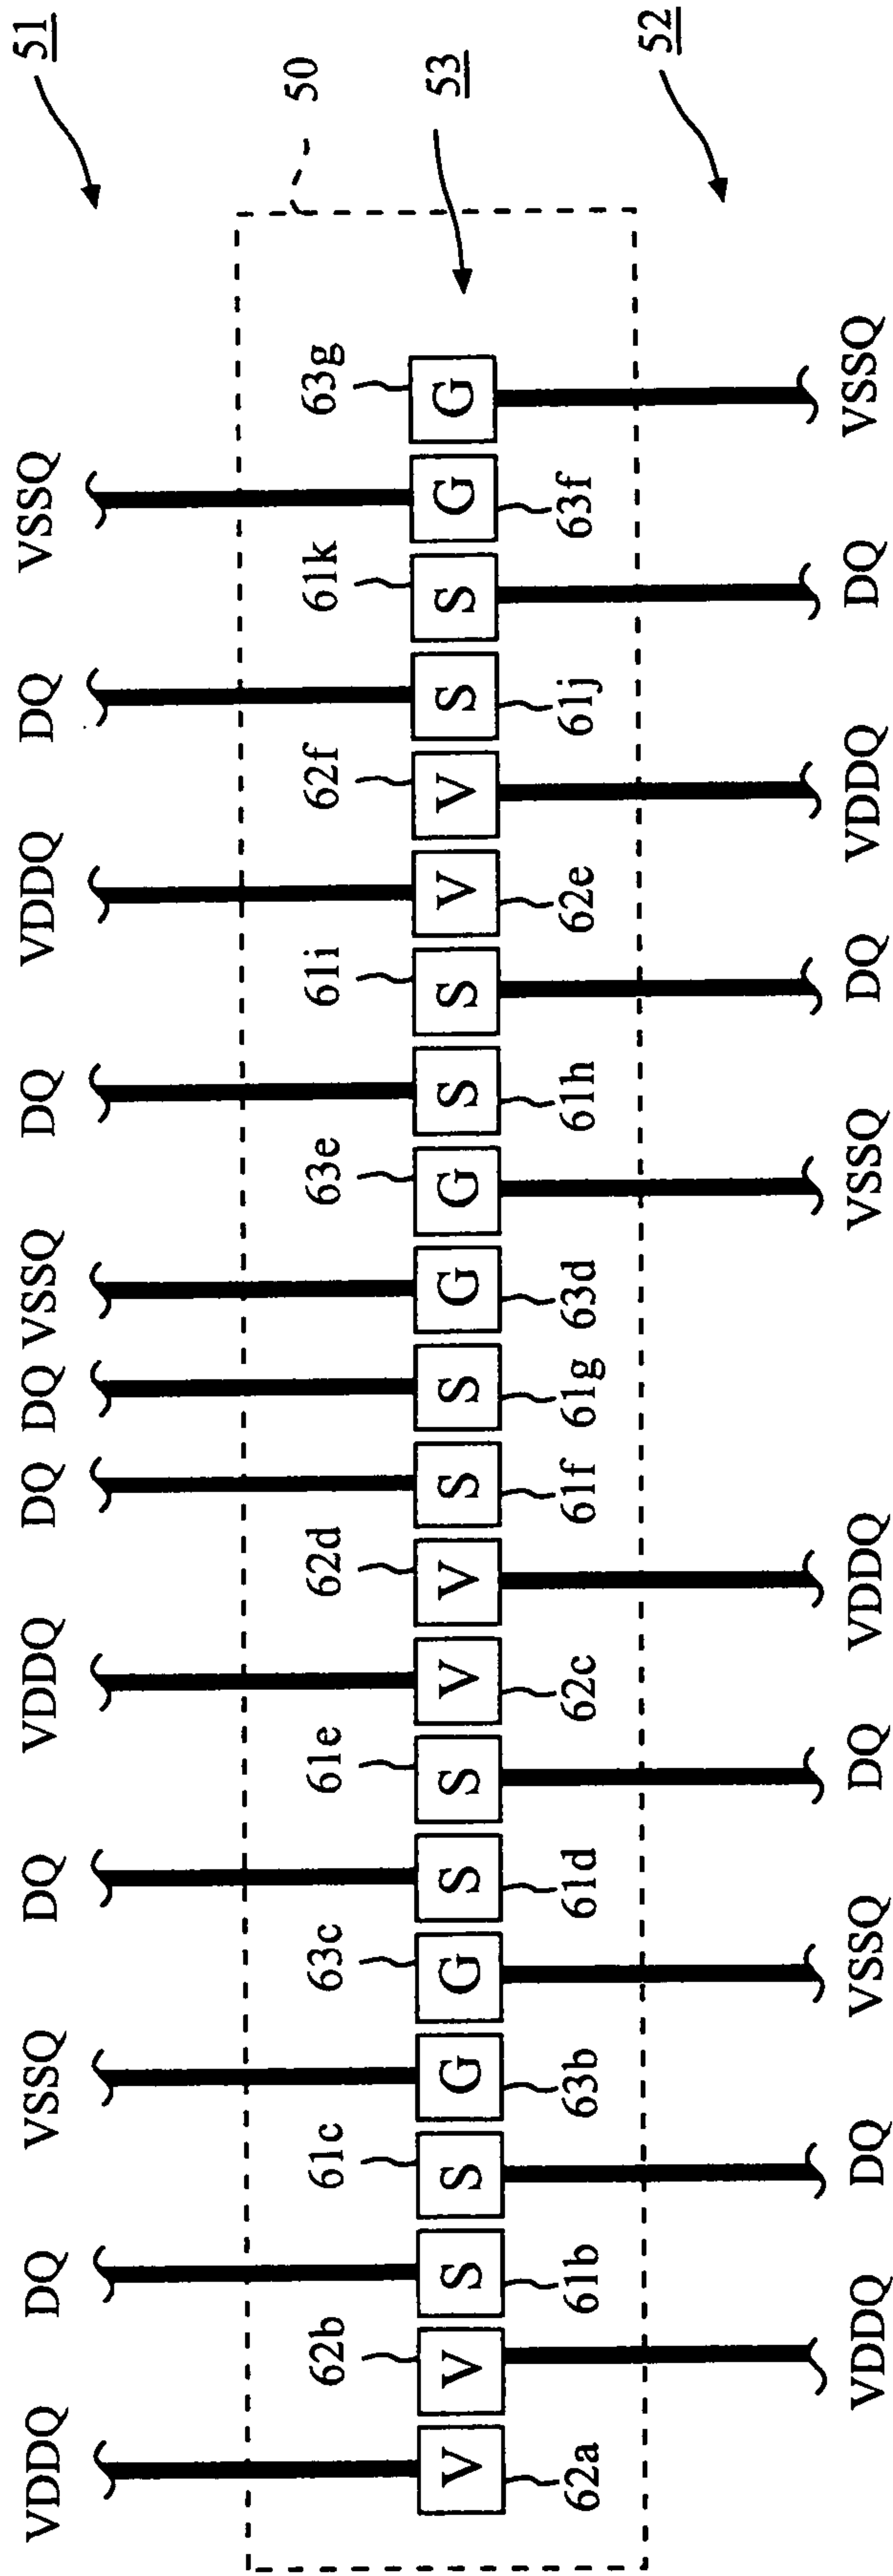 51
VDDQ DQ VSSQ DQ VDDQ DQ DQ VSSQ DQ VDDQ DQ VSSQ
50
62b 61c 63c 61e 62d 63e 61i 62f 61k 63g
53
V V S S G G S S V V S S G G S S V V S S G G
62a 61b 63b 61d 62c 61f 61g 63d 61h 62e 61j 63f
52
VDDQ DQ VSSQ DQ VDDQ VSSQ DQ VDDQ DQ VSSQ